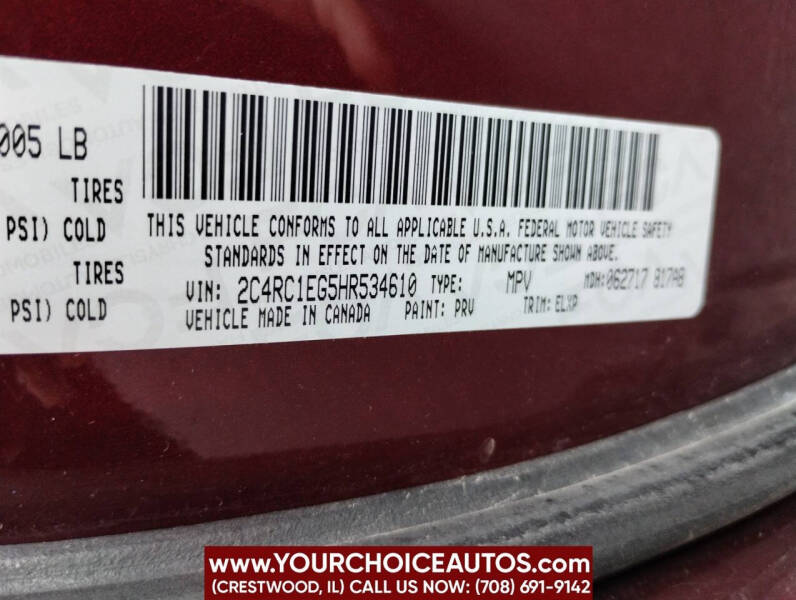 005 LB
TIRES
PSI) COLD
TIRES
PSI) COLD
THIS VEHICLE CONFORMS TO ALL APPLICABLE U.S.A. FEDERAL MOTOR VEHICLE SAFETY
STANDARDS IN EFFECT ON THE DATE OF MANUFACTURE SHOWN ABOVE.
VIN: 2C4RC1EG5HR534610 TYPE: MPV MDH:062717 817AB
VEHICLE MADE IN CANADA PAINT: PRV TRIM: ELXP
WWW.YOURCHOICEAUTOS.COM
(CRESTWOOD, IL) CALL US NOW: (708) 691-9142